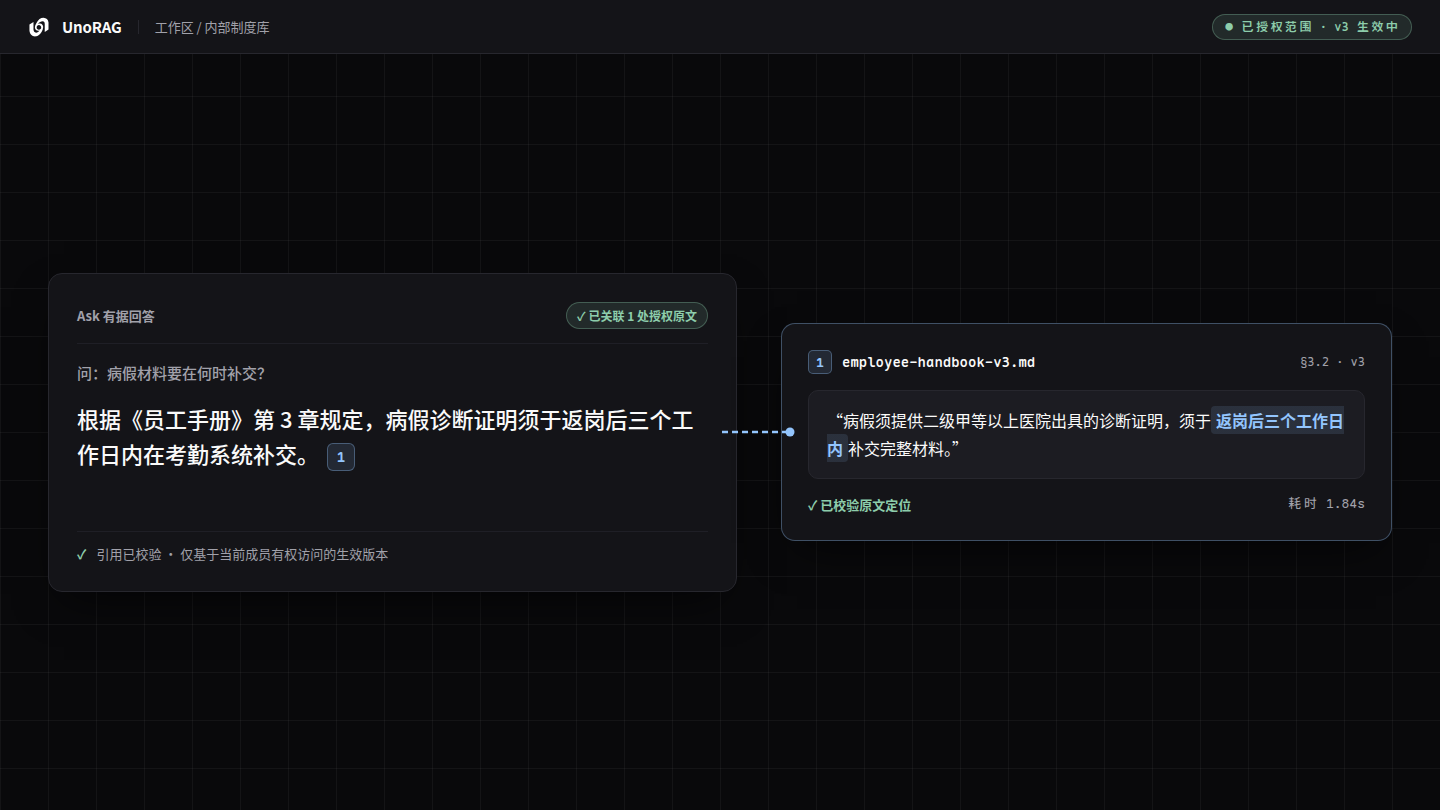 UnoRAG
工作区 / 内部制度库
已授权范围 · v3 生效中
Ask 有据回答
✓ 已关联 1 处授权原文
问：病假材料要在何时补交？
根据《员工手册》第 3 章规定，病假诊断证明须于返岗后三个工
作日内在考勤系统补交。 1
✓ 引用已校验 · 仅基于当前成员有权访问的生效版本
1 employee-handbook-v3.md
§3.2 · v3
“病假须提供二级甲等以上医院出具的诊断证明，须于返岗后三个工作日
内补交完整材料。”
✓ 已校验原文定位
耗时 1.84s